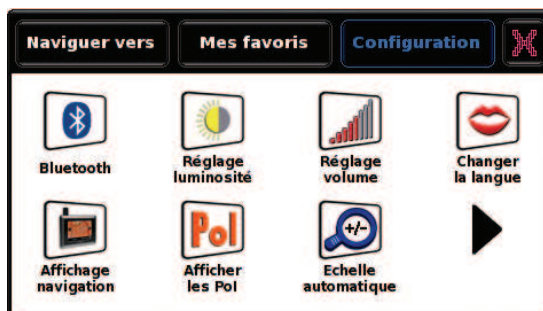 Naviguer vers
Mes favoris
Configuration
Bluetooth
Réglage
luminosité
Réglage
volume
Changer
la langue
Affichage
navigation
PoI
Afficher
les PoI
+/-
Echelle
automatique